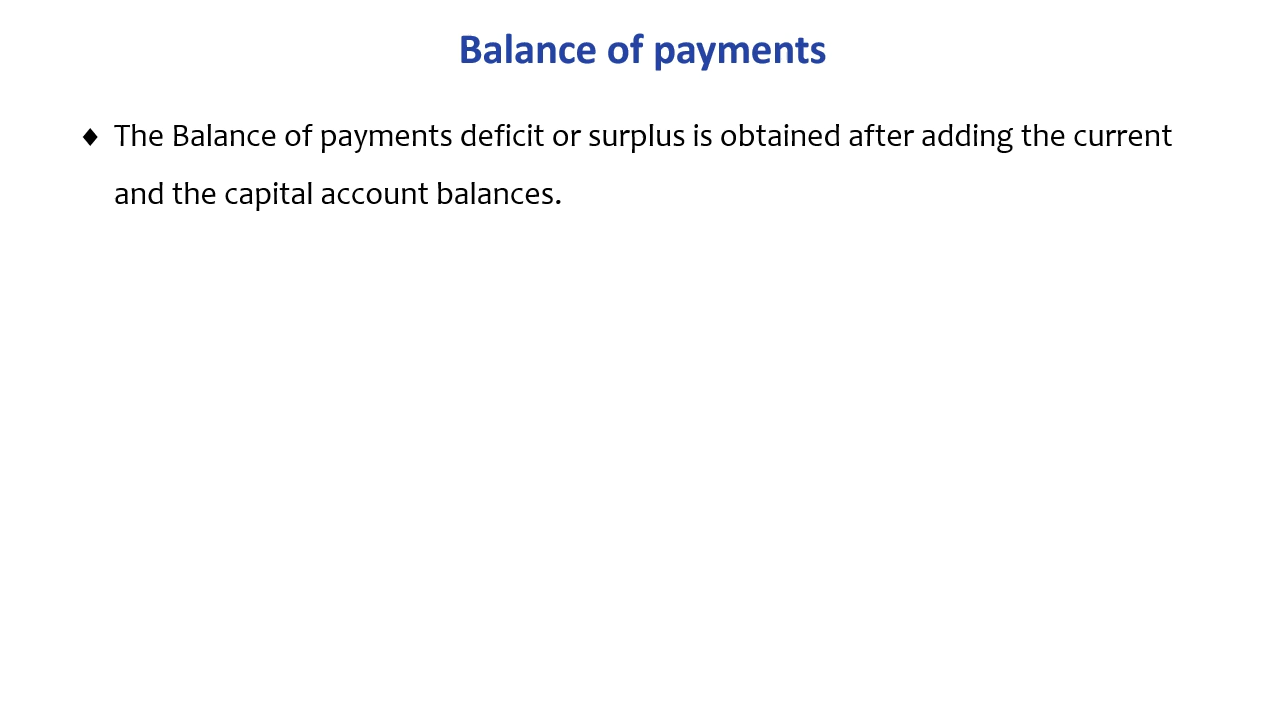 Balance of payments
♦ The Balance of payments deficit or surplus is obtained after adding the current
and the capital account balances.